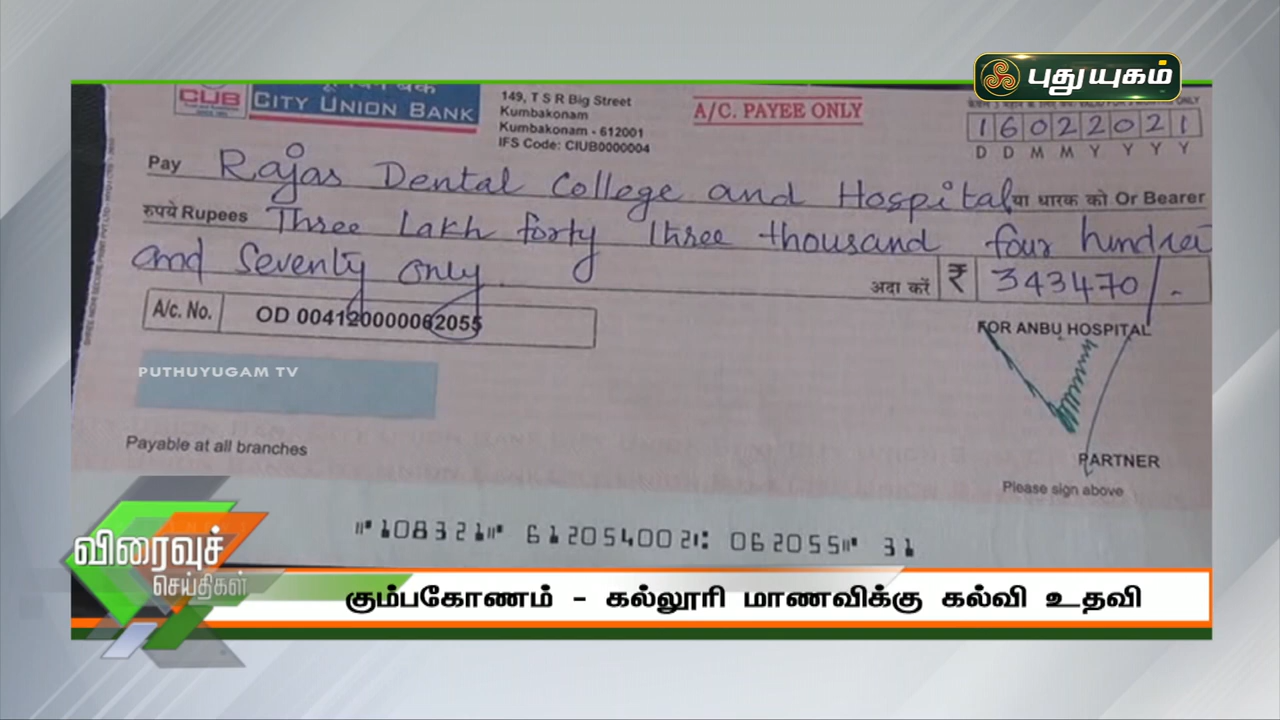 புதுயுகம்
CUB
CITY UNION BANK
149, T S R Big Street
Kumbakonam
Kumbakonam - 612001
IFS Code: CIUB0000004
A/C. PAYEE ONLY
16022021
D D M M Y Y Y Y
Pay Rajas Dental College and Hospital या धारक को Or Bearer
रुपये Rupees Three Lakh forty three thousand four hundred
and Seventy only
अदा करें ₹ 343470/-
A/c. No. OD 004120000062055
FOR ANBU HOSPITAL
PUTHUYUGAM TV
Payable at all branches
PARTNER
Please sign above
⑈108321⑈ 612054002⑆ 062055⑈ 31
விரைவுச்
செய்திகள்
கும்பகோணம் - கல்லூரி மாணவிக்கு கல்வி உதவி